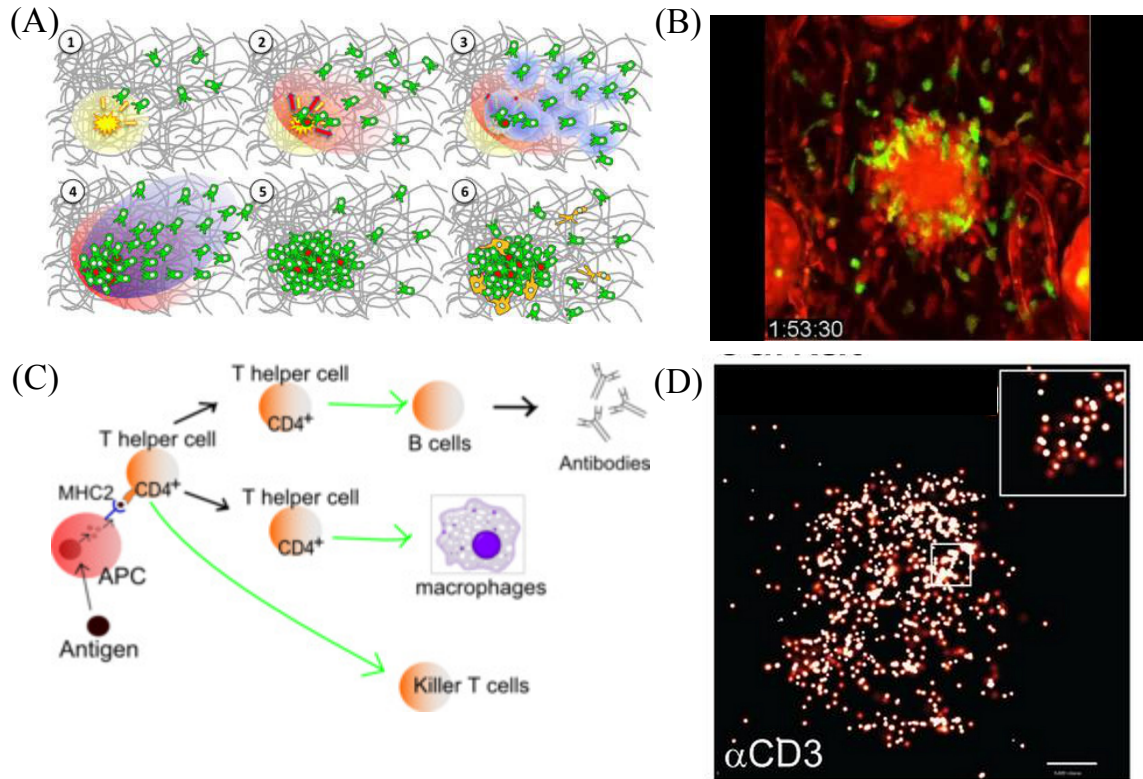 (A)
1
2
3
4
5
6
(B)
1:53:30
(C)
T helper cell
CD4+
B cells
Antibodies
T helper cell
MHC2
CD4+
T helper cell
CD4+
APC
macrophages
Antigen
Killer T cells
(D)
αCD3